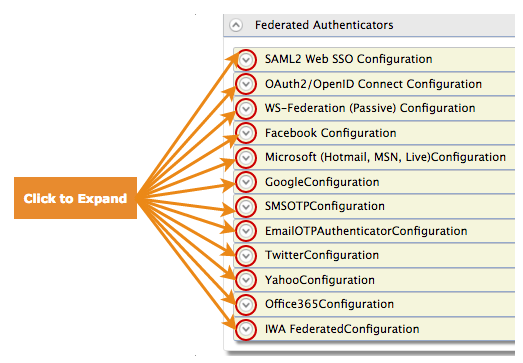 Federated Authenticators
SAML2 Web SSO Configuration
OAuth2/OpenID Connect Configuration
WS-Federation (Passive) Configuration
Facebook Configuration
Microsoft (Hotmail, MSN, Live)Configuration
Click to Expand
GoogleConfiguration
SMSOTPConfiguration
EmailOTPAuthenticatorConfiguration
TwitterConfiguration
YahooConfiguration
Office365Configuration
IWA FederatedConfiguration